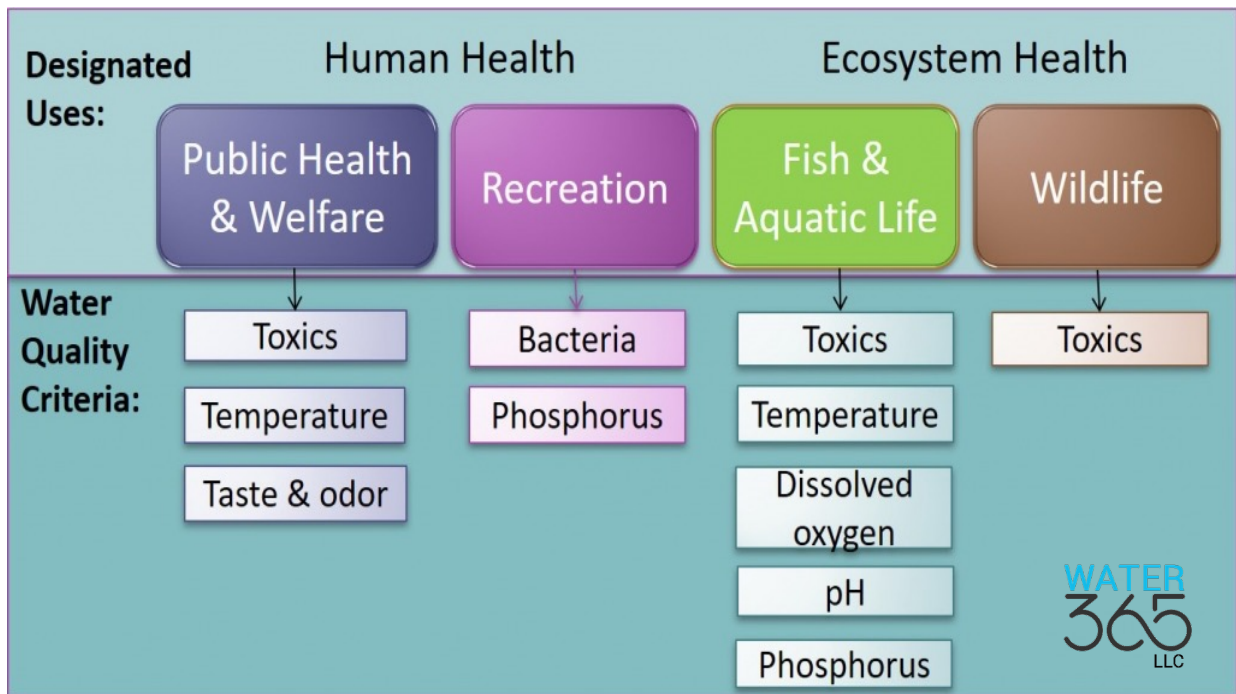 Designated
Uses:
Human Health
Ecosystem Health
Public Health
& Welfare
Recreation
Fish &
Aquatic Life
Wildlife
Water
Quality
Criteria:
Toxics
Temperature
Taste & odor
Bacteria
Phosphorus
Toxics
Temperature
Dissolved
oxygen
pH
Phosphorus
Toxics
WATER
365
LLC